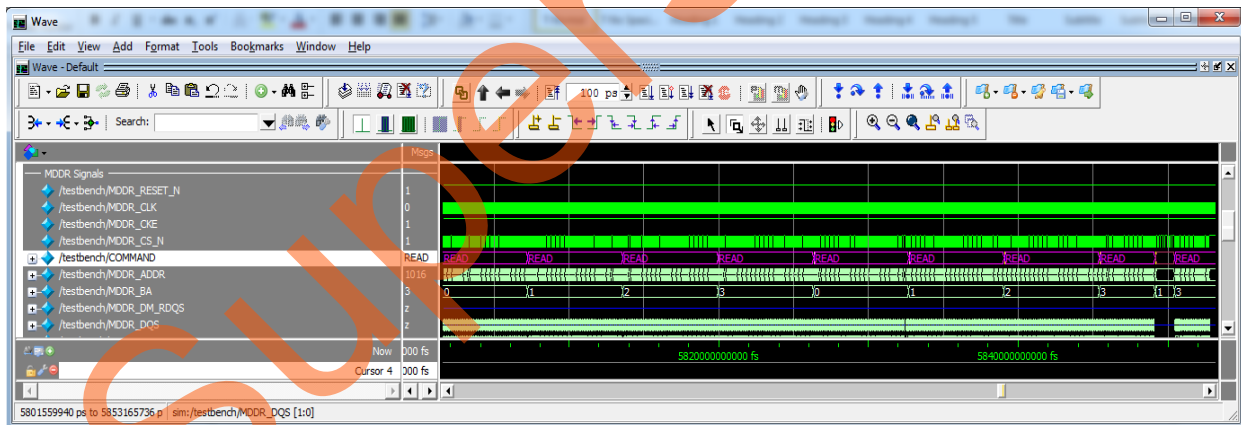 Wave
File Edit View Add Format Tools Bookmarks Window Help
Wave - Default
100 ps
Search:
Msgs
MDDR Signals
/testbench/MDDR_RESET_N 1
/testbench/MDDR_CLK 0
/testbench/MDDR_CKE 1
/testbench/MDDR_CS_N 1
/testbench/COMMAND READ READ READ READ READ READ READ READ READ READ
/testbench/MDDR_ADDR 1016
/testbench/MDDR_BA 3 0 1 2 3 0 1 2 3 1 3
/testbench/MDDR_DM_RDQS z
/testbench/MDDR_DQS z
Now 000 fs 5820000000000 fs 5840000000000 fs
Cursor 4 000 fs
5801559940 ps to 5853165736 p sim:/testbench/MDDR_DQS [1:0]
Super